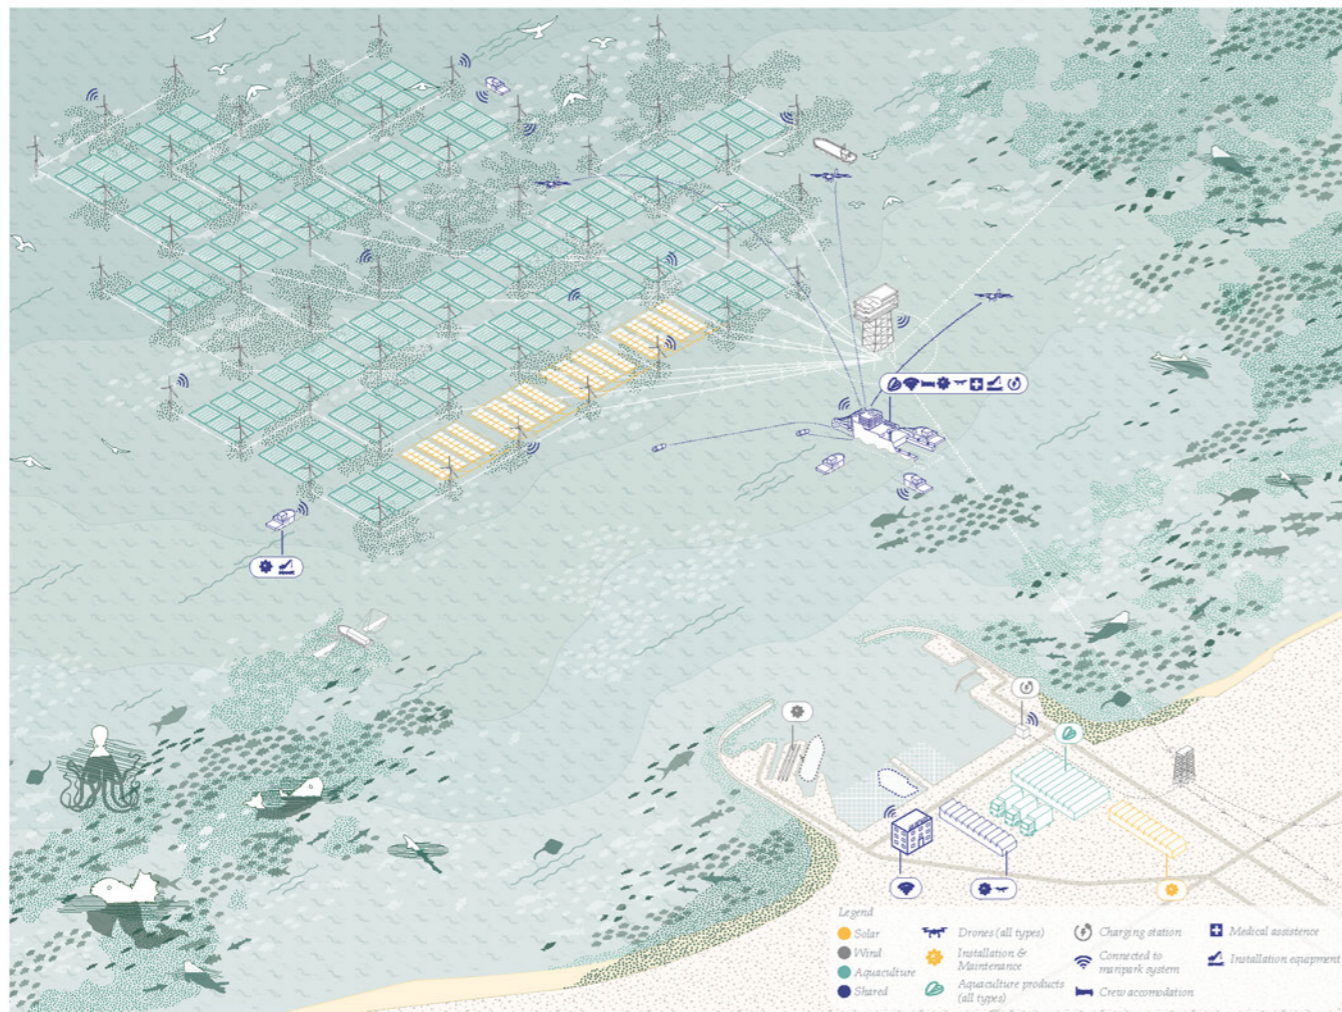 Legend
Solar
Wind
Aquaculture
Shared
Drones (all types)
Installation &
Maintenance
Aquaculture products
(all types)
Charging station
Connected to
maripark system
Crew accomodation
Medical assistence
Installation equipment